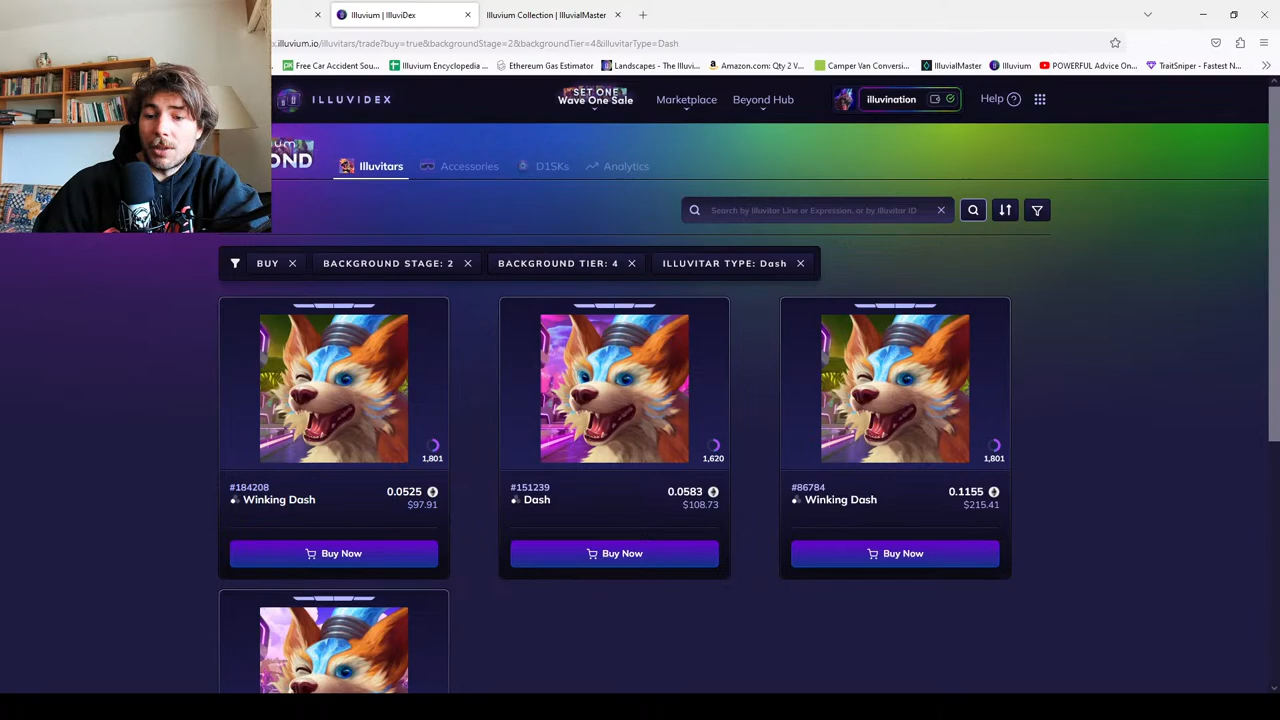 Illuvium | IlluviDex
Illuvium Collection | IlluvialMaster
.illuvium.io/illuvitars/trade?buy=true&backgroundStage=2&backgroundTier=4&illuvitarType=Dash
Free Car Accident Sou...
Illuvium Encyclopedia ...
Ethereum Gas Estimator
Landscapes - The Illuvi...
Amazon.com: Qty 2 V...
Camper Van Conversi...
IlluvialMaster
Illuvium
POWERFUL Advice On...
TraitSniper - Fastest N...
ILLUVIDEX
SET ONE
Wave One Sale
Marketplace
Beyond Hub
illuvination
Help
OND
Illuvitars
Accessories
D1SKs
Analytics
Search by Illuvitar Line or Expression, or by Illuvitar ID
BUY
BACKGROUND STAGE: 2
BACKGROUND TIER: 4
ILLUVITAR TYPE: Dash
1,801
#184208
Winking Dash
0.0525
$97.91
Buy Now
1,620
#151239
Dash
0.0583
$108.73
Buy Now
1,801
#86784
Winking Dash
0.1155
$215.41
Buy Now